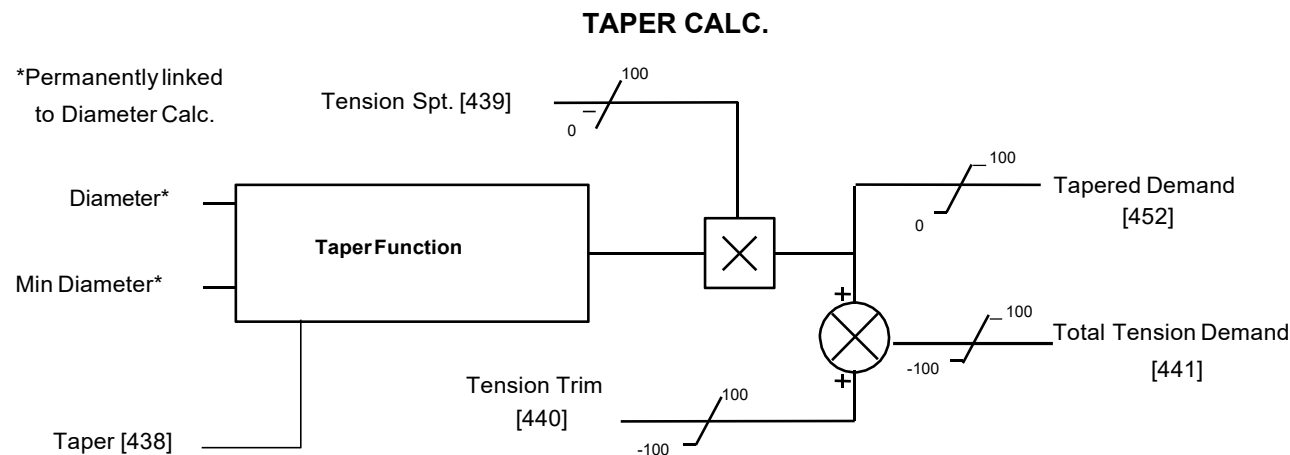 TAPER CALC.
*Permanently linked
to Diameter Calc.
Tension Spt. [439]
100
0
Diameter*
Min Diameter*
Taper Function
100
0
Tapered Demand
[452]
+
+
100
-100
Total Tension Demand
[441]
Tension Trim
[440]
100
-100
Taper [438]